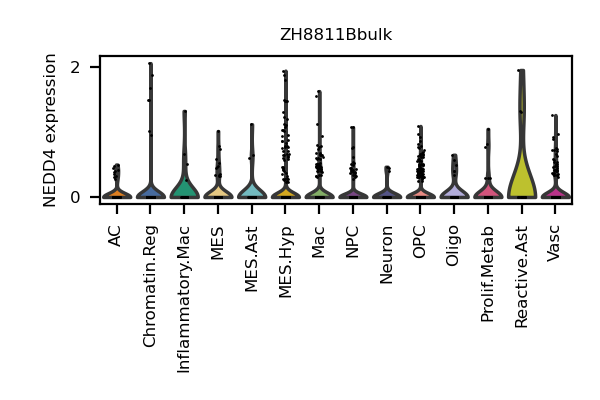 ZH8811Bbulk
NEDD4 expression
2
0
AC
Chromatin.Reg
Inflammatory.Mac
MES
MES.Ast
MES.Hyp
Mac
NPC
Neuron
OPC
Oligo
Prolif.Metab
Reactive.Ast
Vasc